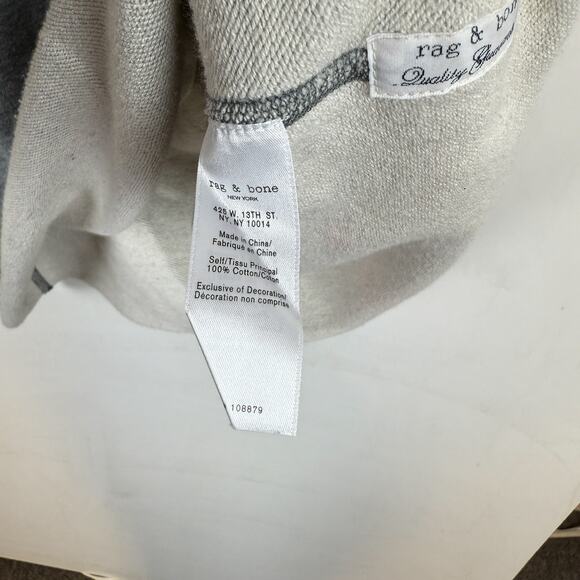 rag & bone
Quality
rag & bone
NEW YORK
425 W. 13TH ST.
NY, NY 10014
Made in China/
Fabriqué en Chine
Self/Tissu Principal
100% Cotton/Coton
Exclusive of Decoration/
Décoration non comprise
108879